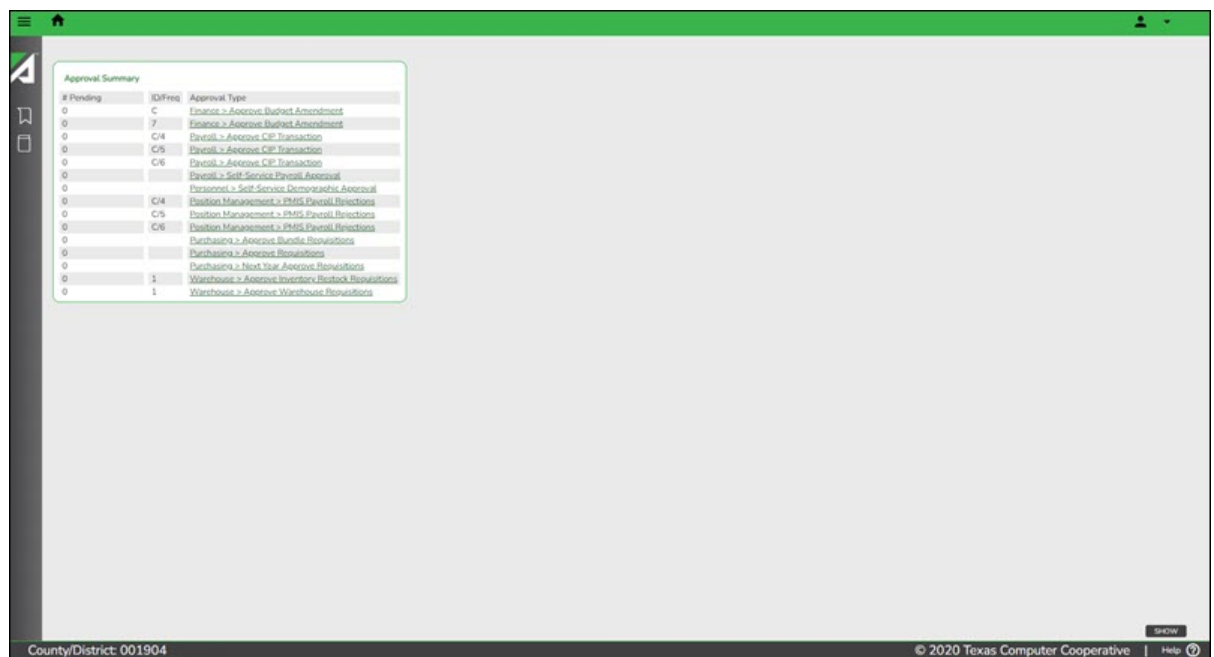 Approval Summary
# Pending ID/Freq Approval Type
0 C Finance > Approve Budget Amendment
0 7 Finance > Approve Budget Amendment
0 C/4 Payroll > Approve CIP Transaction
0 C/5 Payroll > Approve CIP Transaction
0 C/6 Payroll > Approve CIP Transaction
0 Payroll > Self-Service Payroll Approval
0 Personnel > Self-Service Demographic Approval
0 C/4 Position Management > PMIS Payroll Rejections
0 C/5 Position Management > PMIS Payroll Rejections
0 C/6 Position Management > PMIS Payroll Rejections
0 Purchasing > Approve Bundle Requisitions
0 Purchasing > Approve Requisitions
0 Purchasing > Next Year Approve Requisitions
0 1 Warehouse > Approve Inventory Restock Requisitions
0 1 Warehouse > Approve Warehouse Requisitions
SHOW
County/District: 001904 © 2020 Texas Computer Cooperative | Help ?